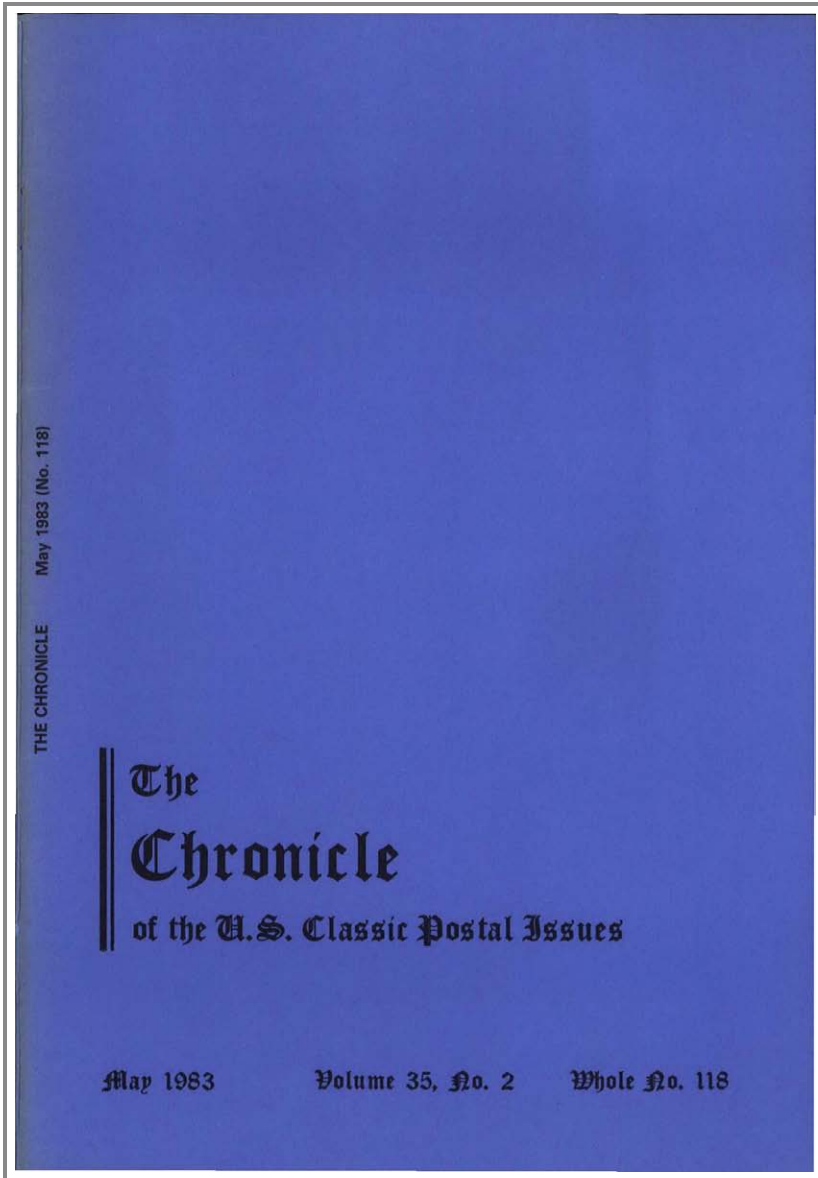 THE CHRONICLE May 1983 (No. 118)
The
Chronicle
of the U.S. Classic Postal Issues
May 1983 Volume 35, No. 2 Whole No. 118